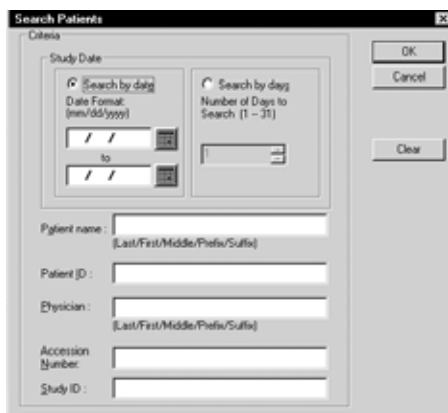 Search Patients
Criteria
Study Date
Search by date
Date Format:
(mm/dd/yyyy)
/ /
to
/ /
Search by days
Number of Days to
Search (1 – 31)
1
OK
Cancel
Clear
Patient name :
(Last/First/Middle/Prefix/Suffix)
Patient ID :
Physician :
(Last/First/Middle/Prefix/Suffix)
Accession
Number:
Study ID :